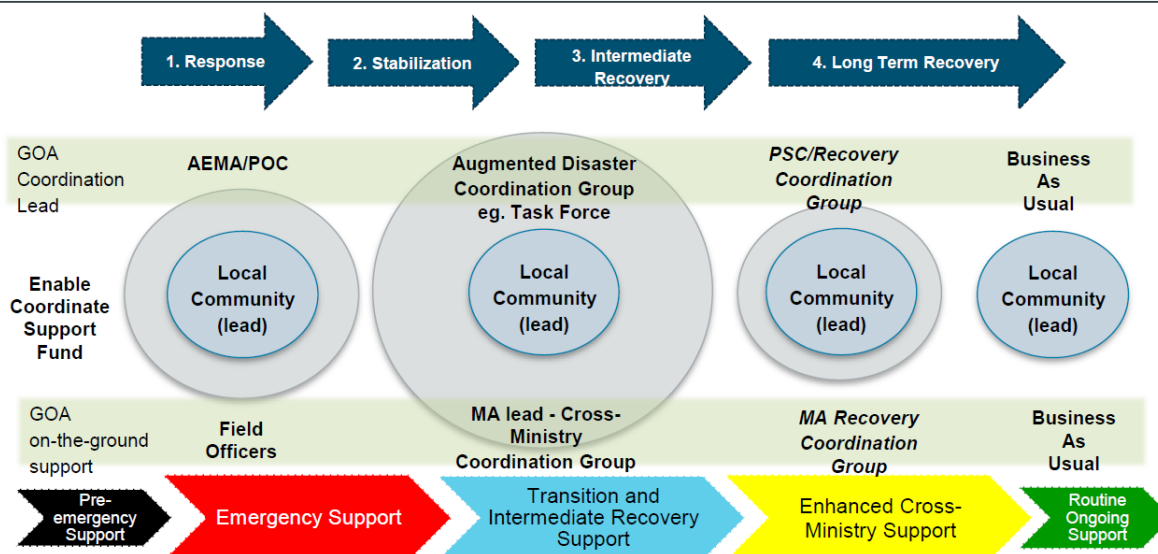 1. Response
2. Stabilization
3. Intermediate
Recovery
4. Long Term Recovery
GOA
Coordination
Lead
AEMA/POC
Augmented Disaster
Coordination Group
eg. Task Force
PSC/Recovery
Coordination
Group
Business
As
Usual
Enable
Coordinate
Support
Fund
Local
Community
(lead)
Local
Community
(lead)
Local
Community
(lead)
Local
Community
(lead)
GOA
on-the-ground
support
Field
Officers
MA lead - Cross-
Ministry
Coordination Group
MA Recovery
Coordination
Group
Business
As
Usual
Pre-
emergency
Support
Emergency Support
Transition and
Intermediate Recovery
Support
Enhanced Cross-
Ministry Support
Routine
Ongoing
Support